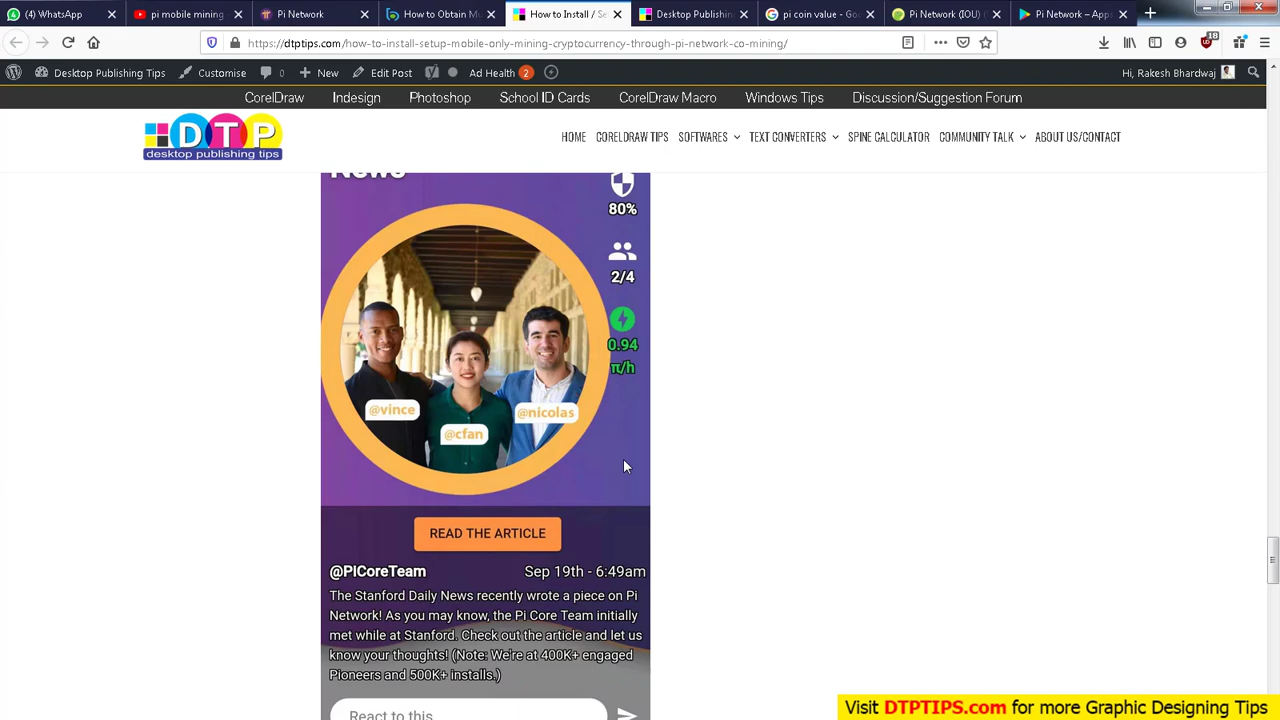 (4) WhatsApp
pi mobile mining
Pi Network
How to Obtain M
How to Install / Se
Desktop Publishin
pi coin value - Go
Pi Network (IOU) (
Pi Network – Apps
https://dtptips.com/how-to-install-setup-mobile-only-mining-cryptocurrency-through-pi-network-co-mining/
18
Desktop Publishing Tips
Customise
0
New
Edit Post
Ad Health 2
Hi, Rakesh Bhardwaj
CorelDraw
Indesign
Photoshop
School ID Cards
CorelDraw Macro
Windows Tips
Discussion/Suggestion Forum
DTP
desktop publishing tips
HOME
CORELDRAW TIPS
SOFTWARES
TEXT CONVERTERS
SPINE CALCULATOR
COMMUNITY TALK
ABOUT US/CONTACT
News
80%
2/4
0.94
π/h
@vince
@cfan
@nicolas
READ THE ARTICLE
@PiCoreTeam
Sep 19th - 6:49am
The Stanford Daily News recently wrote a piece on Pi
Network! As you may know, the Pi Core Team initially
met while at Stanford. Check out the article and let us
know your thoughts! (Note: We're at 400K+ engaged
Pioneers and 500K+ installs.)
React to this
Visit DTPTIPS.com for more Graphic Designing Tips